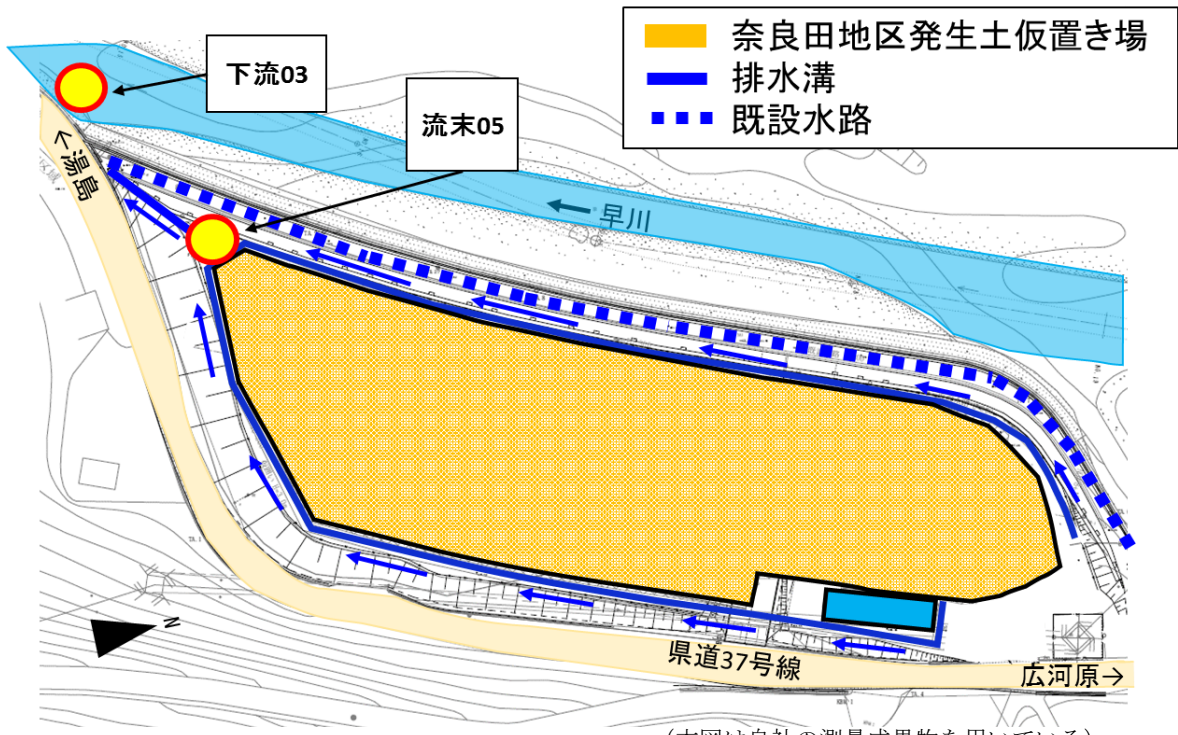 奈良田地区発生土仮置き場
排水溝
既設水路
下流03
流末05
←湯島
←早川
N
県道37号線
広河原→